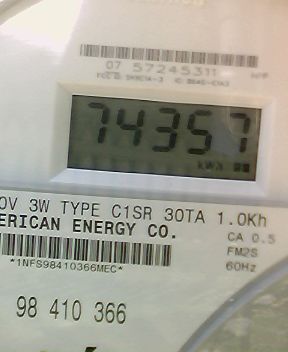 07 57245311
74357
kWh
0V 3W TYPE C1SR 30TA 1.0Kh
ERICAN ENERGY CO.
CA 0.5
FM2S
60Hz
*1NFS98410366MEC*
98 410 366